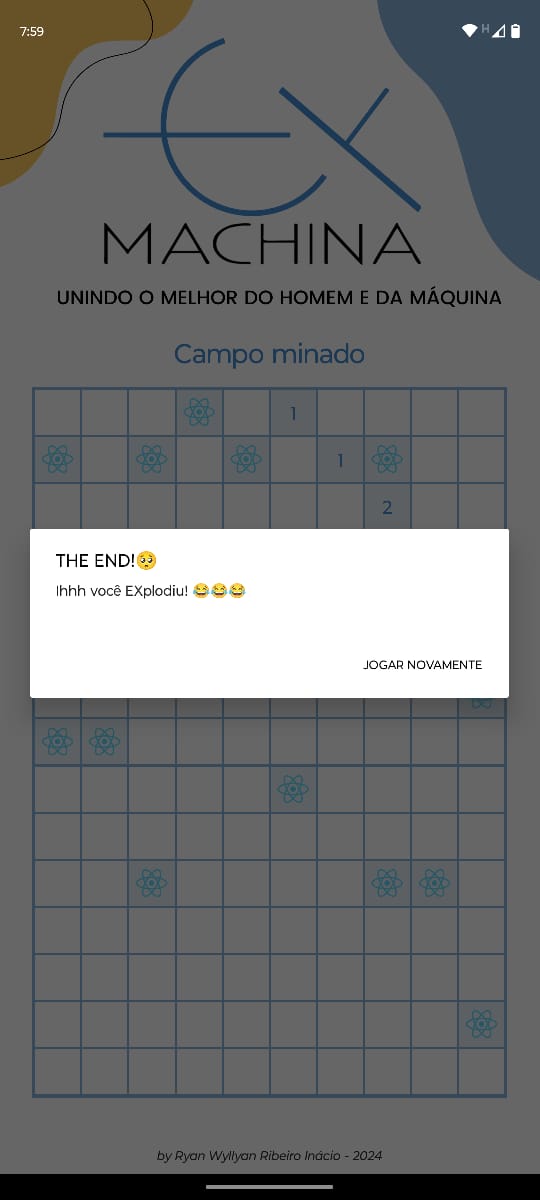 7:59
H
EX
MACHINA
UNINDO O MELHOR DO HOMEM E DA MÁQUINA
Campo minado
1
1
2
THE END!🥺
Ihhh você EXplodiu! 😂😂😂
JOGAR NOVAMENTE
by Ryan Wyllyan Ribeiro Inácio - 2024